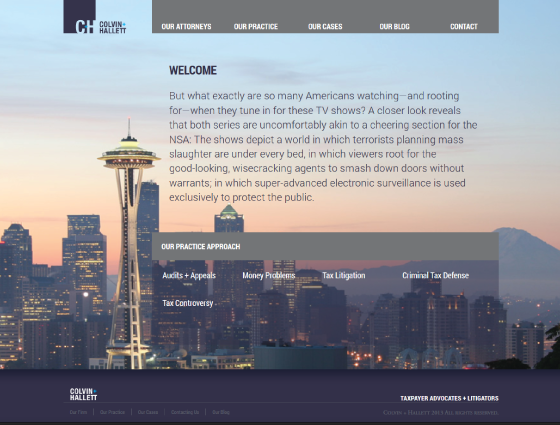 CH COLVIN+
HALLETT
OUR ATTORNEYS OUR PRACTICE OUR CASES OUR BLOG CONTACT
WELCOME
But what exactly are so many Americans watching—and rooting
for—when they tune in for these TV shows? A closer look reveals
that both series are uncomfortably akin to a cheering section for the
NSA: The shows depict a world in which terrorists planning mass
slaughter are under every bed, in which viewers root for the
good-looking, wisecracking agents to smash down doors without
warrants; in which super-advanced electronic surveillance is used
exclusively to protect the public.
OUR PRACTICE APPROACH
Audits + Appeals Money Problems Tax Litigation Criminal Tax Defense
Tax Controversy
COLVIN+
HALLETT
TAXPAYER ADVOCATES + LITIGATORS
Our Firm Our Practice Our Cases Contacting Us Our Blog
COLVIN + HALLETT 2013 ALL RIGHTS RESERVED.